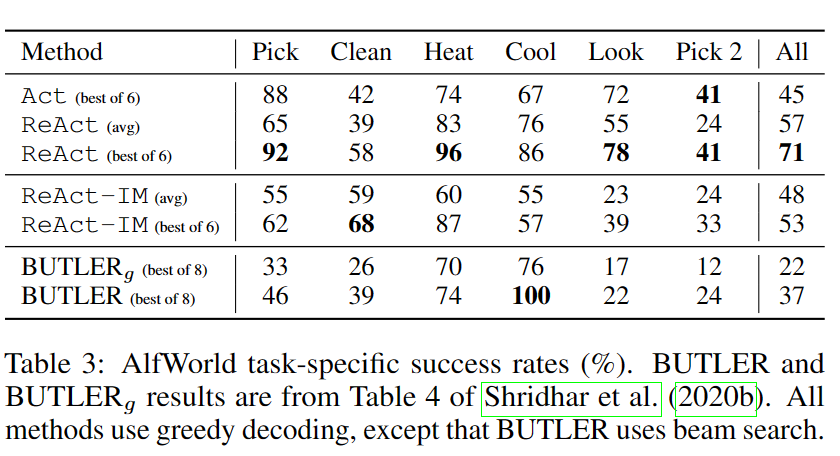 Method Pick Clean Heat Cool Look Pick 2 All
Act (best of 6) 88 42 74 67 72 41 45
ReAct (avg) 65 39 83 76 55 24 57
ReAct (best of 6) 92 58 96 86 78 41 71
ReAct-IM (avg) 55 59 60 55 23 24 48
ReAct-IM (best of 6) 62 68 87 57 39 33 53
BUTLERg (best of 8) 33 26 70 76 17 12 22
BUTLER (best of 8) 46 39 74 100 22 24 37
Table 3: AlfWorld task-specific success rates (%). BUTLER and
BUTLERg results are from Table 4 of Shridhar et al. (2020b). All
methods use greedy decoding, except that BUTLER uses beam search.